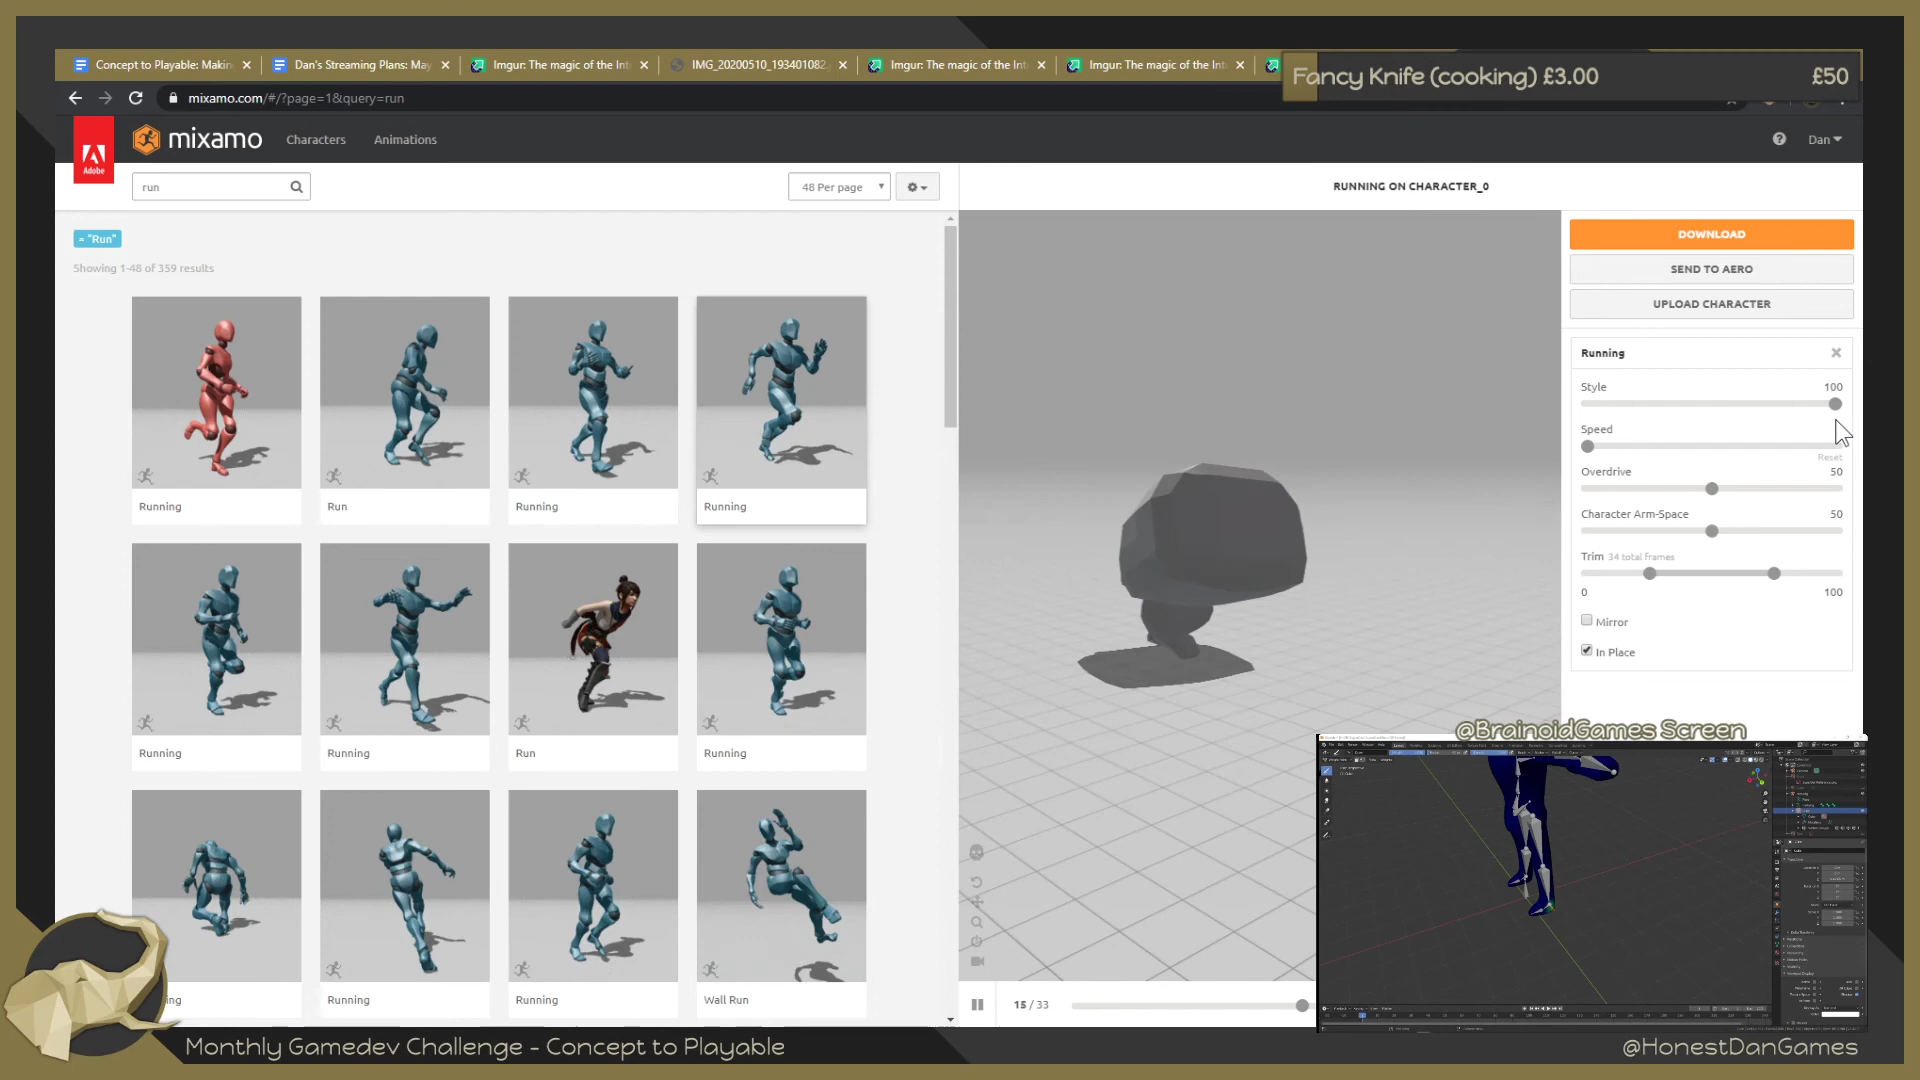 Concept to Playable: Makin
Dan's Streaming Plans: May
Imgur: The magic of the Int
IMG_20200510_193401082.
Imgur: The magic of the Int
Imgur: The magic of the Int
Fancy Knife (cooking) £3.00
£50
mixamo.com/#/?page=1&query=run
Adobe
mixamo
Characters
Animations
Dan
run
48 Per page
RUNNING ON CHARACTER_0
= "Run"
Showing 1-48 of 359 results
DOWNLOAD
SEND TO AERO
UPLOAD CHARACTER
Running
Style
100
Speed
Reset
Overdrive
50
Character Arm-Space
50
Trim 34 total frames
0
100
Mirror
In Place
Running
Run
Running
Running
Running
Running
Run
Running
ng
Running
Running
Wall Run
15 / 33
@BrainoidGames Screen
Monthly Gamedev Challenge - Concept to Playable
@HonestDanGames